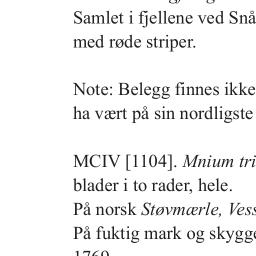 Samlet i fjellene ved Snå
med røde striper.
Note: Belegg finnes ikke
ha vært på sin nordligste
MCIV [1104]. Mnium tri
blader i to rader, hele.
På norsk Støvmærle, Vess
På fuktig mark og skygge
1769